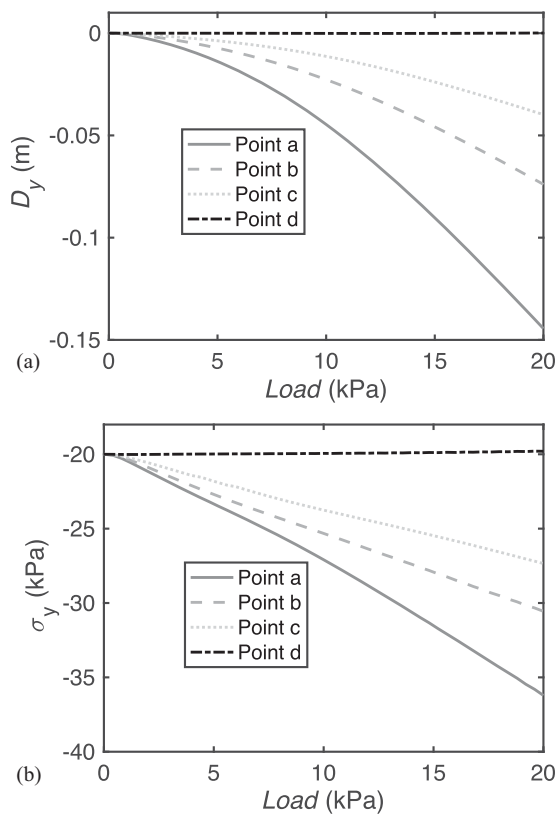 0
-0.05
-0.1
-0.15
D_y (m)
Point a
Point b
Point c
Point d
0 5 10 15 20
Load (kPa)
(a)
-20
-25
-30
-35
-40
σ_y (kPa)
Point a
Point b
Point c
Point d
0 5 10 15 20
Load (kPa)
(b)